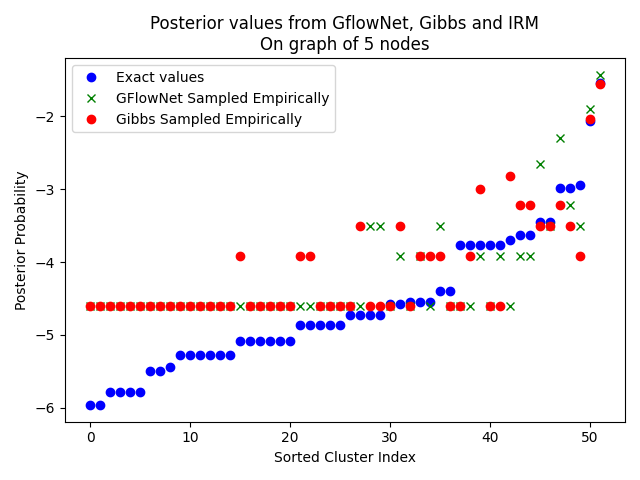 Posterior values from GflowNet, Gibbs and IRM
On graph of 5 nodes
Exact values
GFlowNet Sampled Empirically
Gibbs Sampled Empirically
Posterior Probability
−2
−3
−4
−5
−6
0 10 20 30 40 50
Sorted Cluster Index